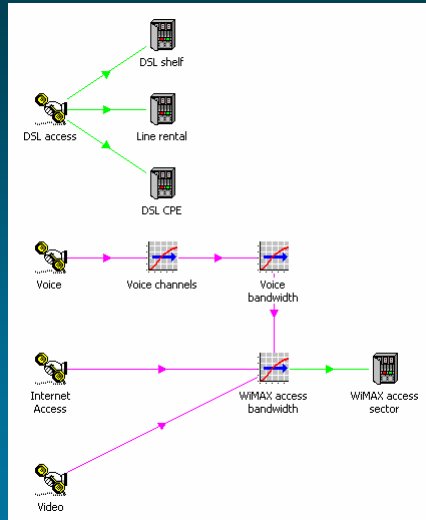 DSL shelf
DSL access
Line rental
DSL CPE
Voice
Voice channels
Voice
bandwidth
Internet
Access
WiMAX access
bandwidth
WiMAX access
sector
Video